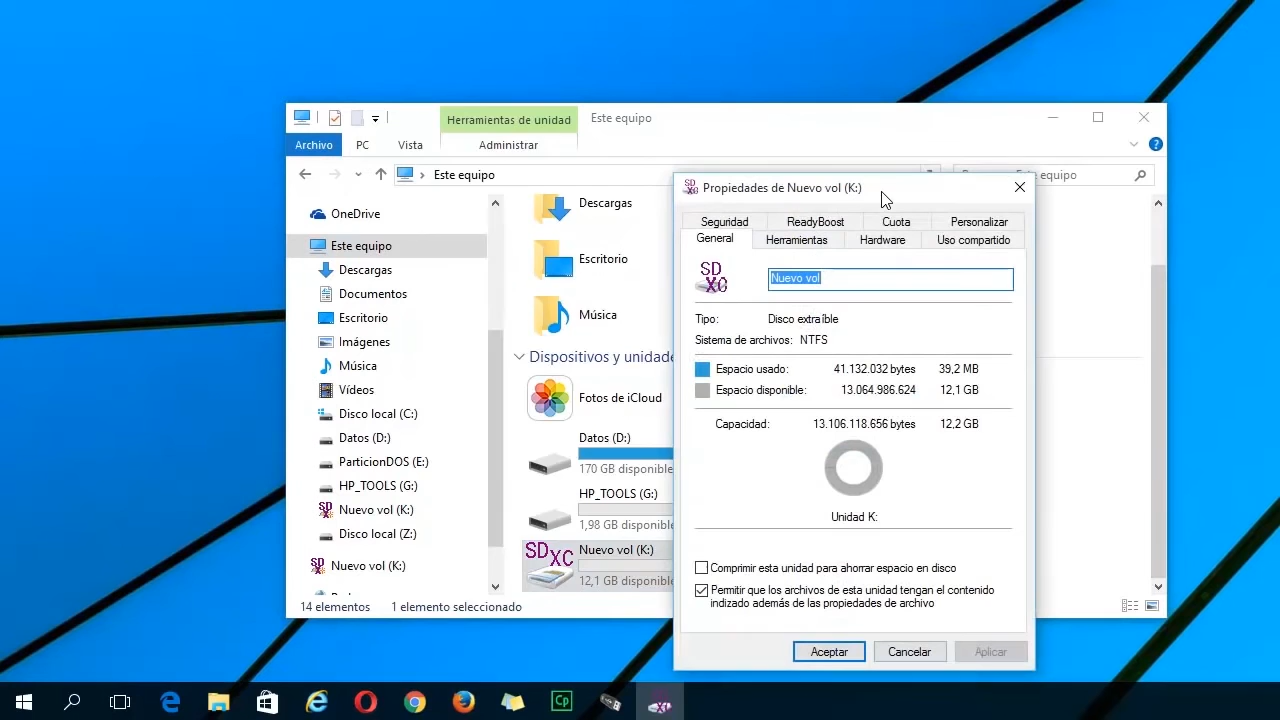 Herramientas de unidad
Este equipo
Archivo
PC
Vista
Administrar
Este equipo
equipo
OneDrive
Este equipo
Descargas
Documentos
Escritorio
Imágenes
Música
Vídeos
Disco local (C:)
Datos (D:)
ParticionDOS (E:)
HP_TOOLS (G:)
Nuevo vol (K:)
Disco local (Z:)
Nuevo vol (K:)
Descargas
Escritorio
Música
Dispositivos y unidade
Fotos de iCloud
Datos (D:)
170 GB disponible
HP_TOOLS (G:)
1,98 GB disponible
SDXC
Nuevo vol (K:)
12,1 GB disponible
14 elementos 1 elemento seleccionado
Propiedades de Nuevo vol (K:)
Seguridad ReadyBoost Cuota Personalizar
General Herramientas Hardware Uso compartido
SD
XC
Nuevo vol
Tipo: Disco extraíble
Sistema de archivos: NTFS
Espacio usado: 41.132.032 bytes 39,2 MB
Espacio disponible: 13.064.986.624 12,1 GB
Capacidad: 13.106.118.656 bytes 12,2 GB
Unidad K:
Comprimir esta unidad para ahorrar espacio en disco
Permitir que los archivos de esta unidad tengan el contenido
indizado además de las propiedades de archivo
Aceptar Cancelar Aplicar
Cp